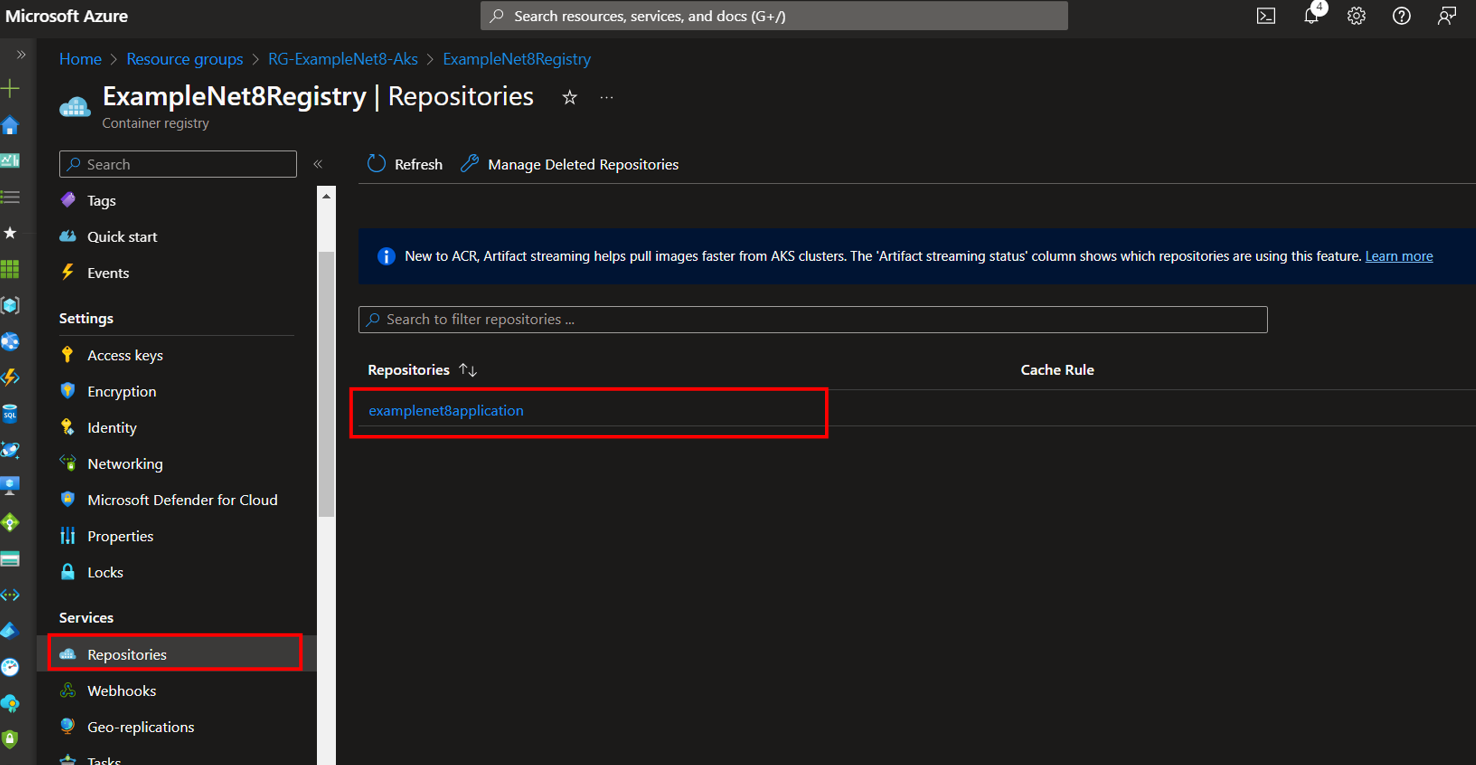 Microsoft Azure
Search resources, services, and docs (G+/)
4
Home > Resource groups > RG-ExampleNet8-Aks > ExampleNet8Registry
ExampleNet8Registry | Repositories
Container registry
Search
Refresh
Manage Deleted Repositories
Tags
Quick start
Events
Settings
Access keys
Encryption
Identity
Networking
Microsoft Defender for Cloud
Properties
Locks
Services
Repositories
Webhooks
Geo-replications
Tasks
New to ACR, Artifact streaming helps pull images faster from AKS clusters. The 'Artifact streaming status' column shows which repositories are using this feature. Learn more
Search to filter repositories ...
Repositories ↑↓
Cache Rule
examplenet8application
SQL